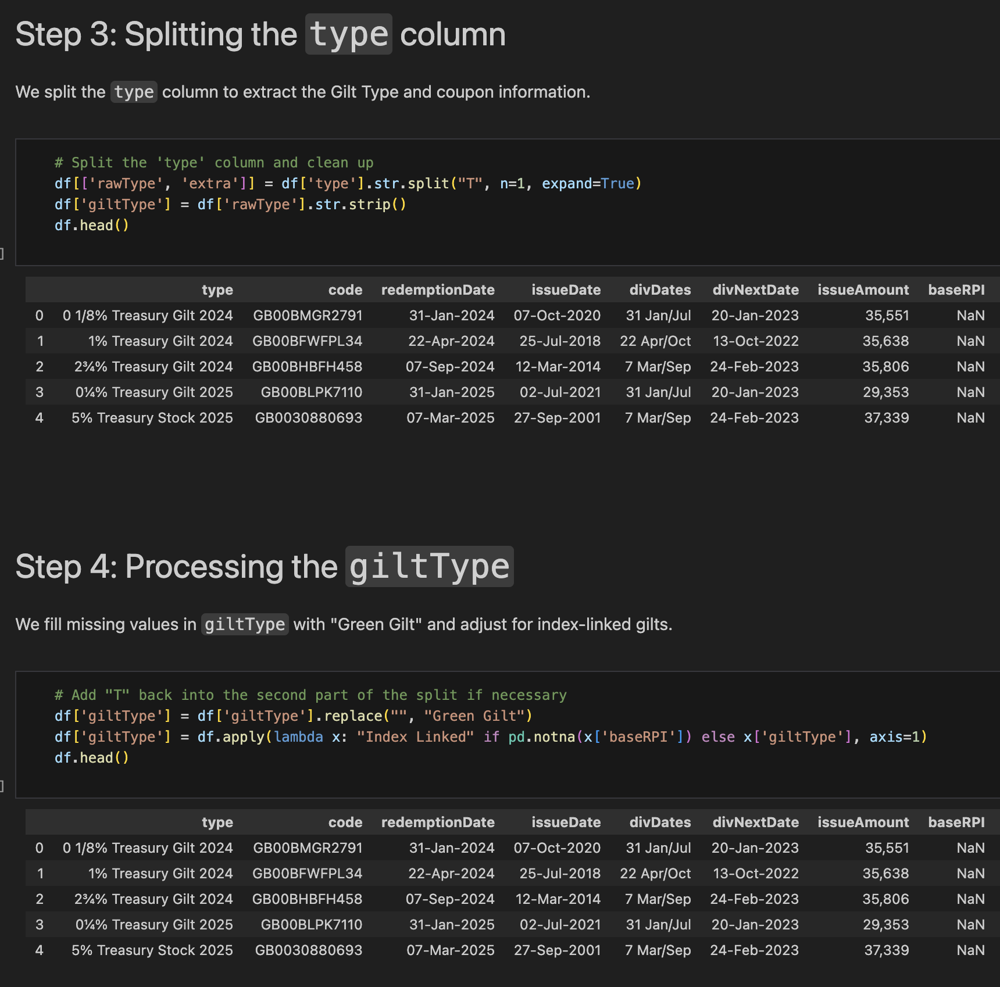 Step 3: Splitting the type column
We split the type column to extract the Gilt Type and coupon information.
# Split the 'type' column and clean up
df[['rawType', 'extra']] = df['type'].str.split("T", n=1, expand=True)
df['giltType'] = df['rawType'].str.strip()
df.head()
]
type code redemptionDate issueDate divDates divNextDate issueAmount baseRPI
0 0 1/8% Treasury Gilt 2024 GB00BMGR2791 31-Jan-2024 07-Oct-2020 31 Jan/Jul 20-Jan-2023 35,551 NaN
1 1% Treasury Gilt 2024 GB00BFWFPL34 22-Apr-2024 25-Jul-2018 22 Apr/Oct 13-Oct-2022 35,638 NaN
2 2¾% Treasury Gilt 2024 GB00BHBFH458 07-Sep-2024 12-Mar-2014 7 Mar/Sep 24-Feb-2023 35,806 NaN
3 0¼% Treasury Gilt 2025 GB00BLPK7110 31-Jan-2025 02-Jul-2021 31 Jan/Jul 20-Jan-2023 29,353 NaN
4 5% Treasury Stock 2025 GB0030880693 07-Mar-2025 27-Sep-2001 7 Mar/Sep 24-Feb-2023 37,339 NaN
Step 4: Processing the giltType
We fill missing values in giltType with "Green Gilt" and adjust for index-linked gilts.
# Add "T" back into the second part of the split if necessary
df['giltType'] = df['giltType'].replace("", "Green Gilt")
df['giltType'] = df.apply(lambda x: "Index Linked" if pd.notna(x['baseRPI']) else x['giltType'], axis=1)
df.head()
]
type code redemptionDate issueDate divDates divNextDate issueAmount baseRPI
0 0 1/8% Treasury Gilt 2024 GB00BMGR2791 31-Jan-2024 07-Oct-2020 31 Jan/Jul 20-Jan-2023 35,551 NaN
1 1% Treasury Gilt 2024 GB00BFWFPL34 22-Apr-2024 25-Jul-2018 22 Apr/Oct 13-Oct-2022 35,638 NaN
2 2¾% Treasury Gilt 2024 GB00BHBFH458 07-Sep-2024 12-Mar-2014 7 Mar/Sep 24-Feb-2023 35,806 NaN
3 0¼% Treasury Gilt 2025 GB00BLPK7110 31-Jan-2025 02-Jul-2021 31 Jan/Jul 20-Jan-2023 29,353 NaN
4 5% Treasury Stock 2025 GB0030880693 07-Mar-2025 27-Sep-2001 7 Mar/Sep 24-Feb-2023 37,339 NaN